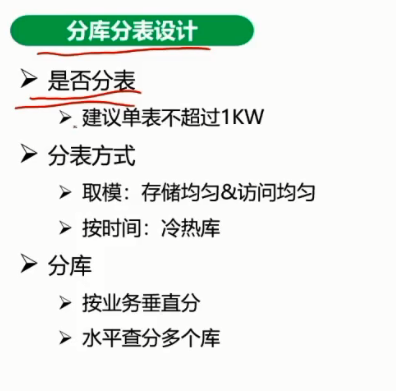 分库分表设计
是否分表
建议单表不超过1KW
分表方式
取模：存储均匀&访问均匀
按时间：冷热库
分库
按业务垂直分
水平查分多个库